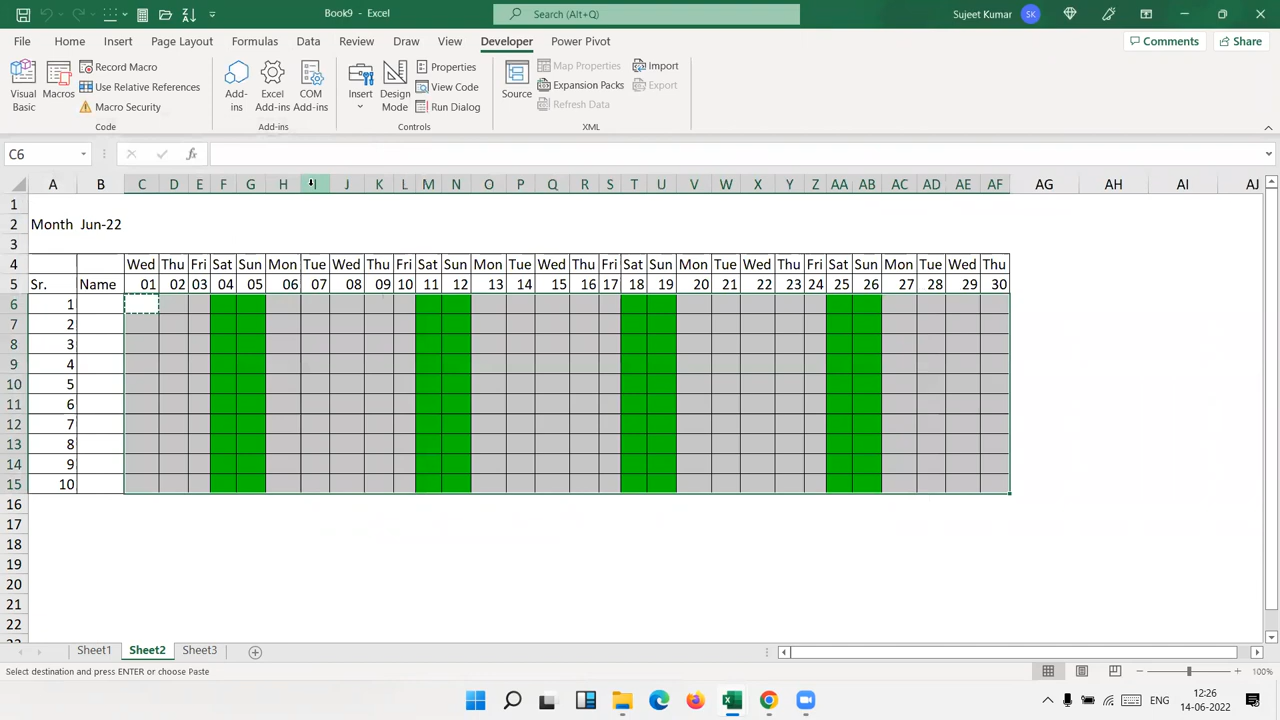 Book9 - Excel
Search (Alt+Q)
Sujeet Kumar SK
File Home Insert Page Layout Formulas Data Review View Draw Developer Power Pivot
Comments Share
Visual Basic
Macros
Record Macro
Use Relative References
Macro Security
Code
Add-ins
Excel Add-ins
COM Add-ins
Add-ins
Insert
Design Mode
Properties
View Code
Run Dialog
Controls
Source
Map Properties
Expansion Packs
Refresh Data
Import
Export
XML
C6
fx
A B C D E F G H I J K L M N O P Q R S T U V W X Y Z AA AB AC AD AE AF AG AH AI AJ
1
2 Month Jun-22
3
4 Wed Thu Fri Sat Sun Mon Tue Wed Thu Fri Sat Sun Mon Tue Wed Thu Fri Sat Sun Mon Tue Wed Thu Fri Sat Sun Mon Tue Wed Thu
5 Sr. Name 01 02 03 04 05 06 07 08 09 10 11 12 13 14 15 16 17 18 19 20 21 22 23 24 25 26 27 28 29 30
6 1
7 2
8 3
9 4
10 5
11 6
12 7
13 8
14 9
15 10
16
17
18
19
20
21
22
Sheet1 Sheet2 Sheet3
Select destination and press ENTER or choose Paste
100%
ENG
12:26
14-06-2022